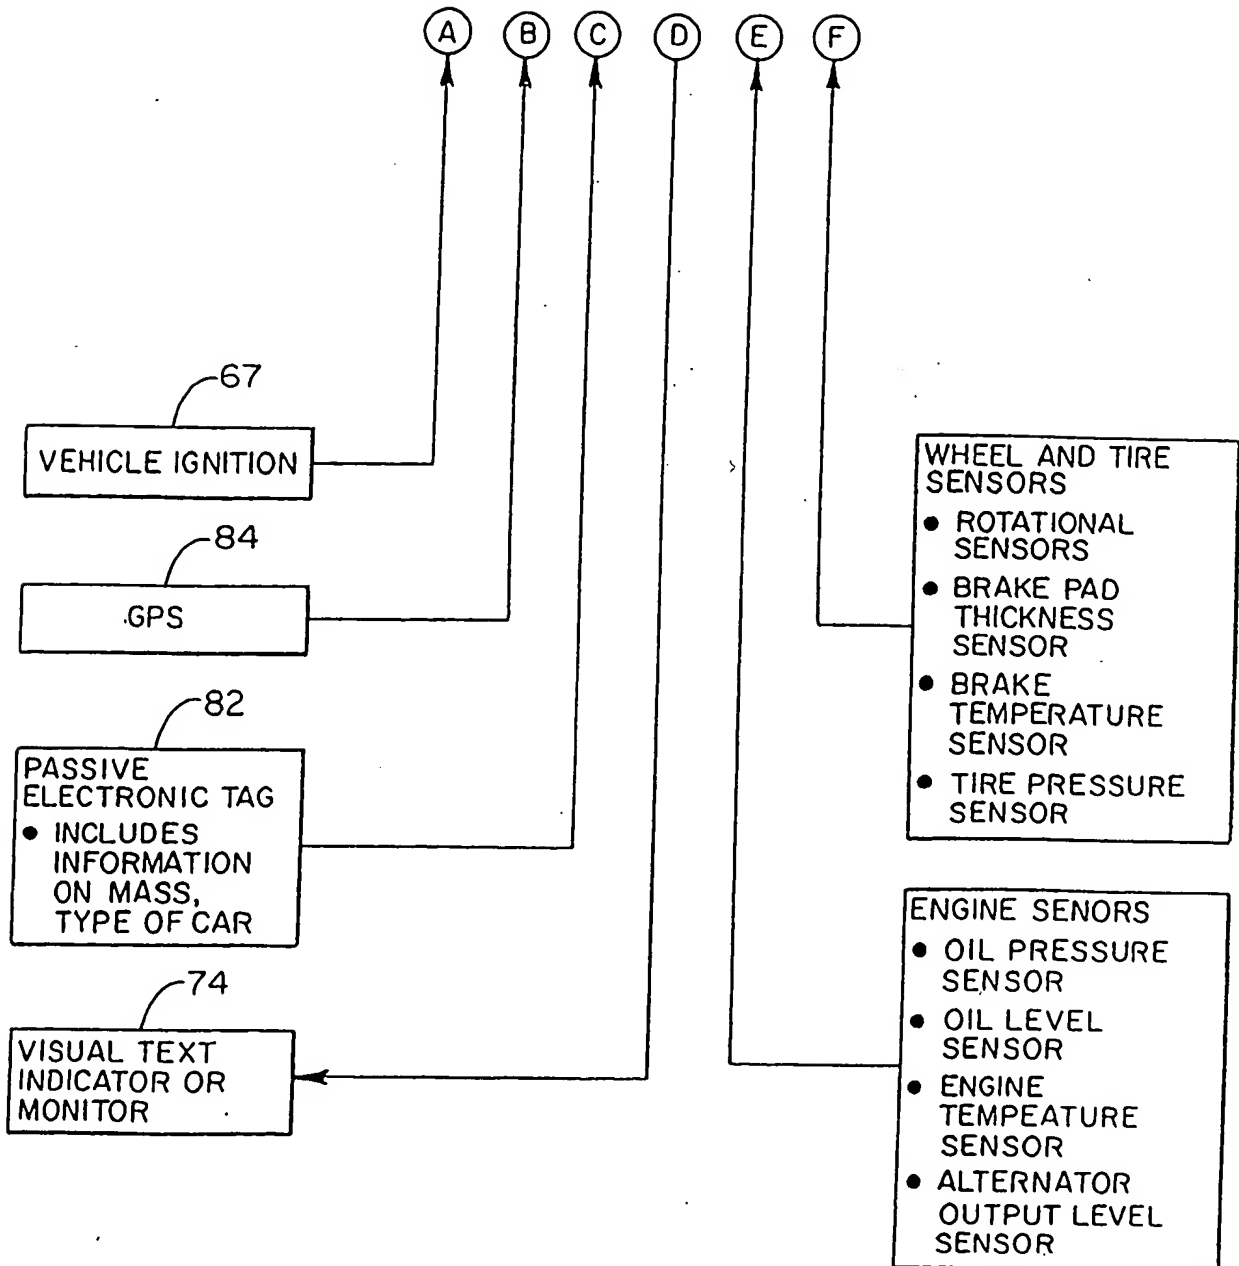 A B C D E F
67
VEHICLE IGNITION
84
GPS
82
PASSIVE
ELECTRONIC TAG
• INCLUDES
INFORMATION
ON MASS,
TYPE OF CAR
74
VISUAL TEXT
INDICATOR OR
MONITOR
WHEEL AND TIRE
SENSORS
• ROTATIONAL
SENSORS
• BRAKE PAD
THICKNESS
SENSOR
• BRAKE
TEMPERATURE
SENSOR
• TIRE PRESSURE
SENSOR
ENGINE SENORS
• OIL PRESSURE
SENSOR
• OIL LEVEL
SENSOR
• ENGINE
TEMPEATURE
SENSOR
• ALTERNATOR
OUTPUT LEVEL
SENSOR